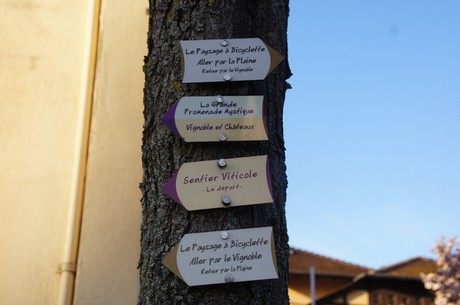 Le Paysage à Bicyclette
Aller par la Plaine
Retour par le Vignoble
La Grande
Promenade Mystique
Vignoble et Châteaux
Sentier Viticole
- Le départ -
Le Paysage à Bicyclette
Aller par le Vignoble
Retour par la Plaine